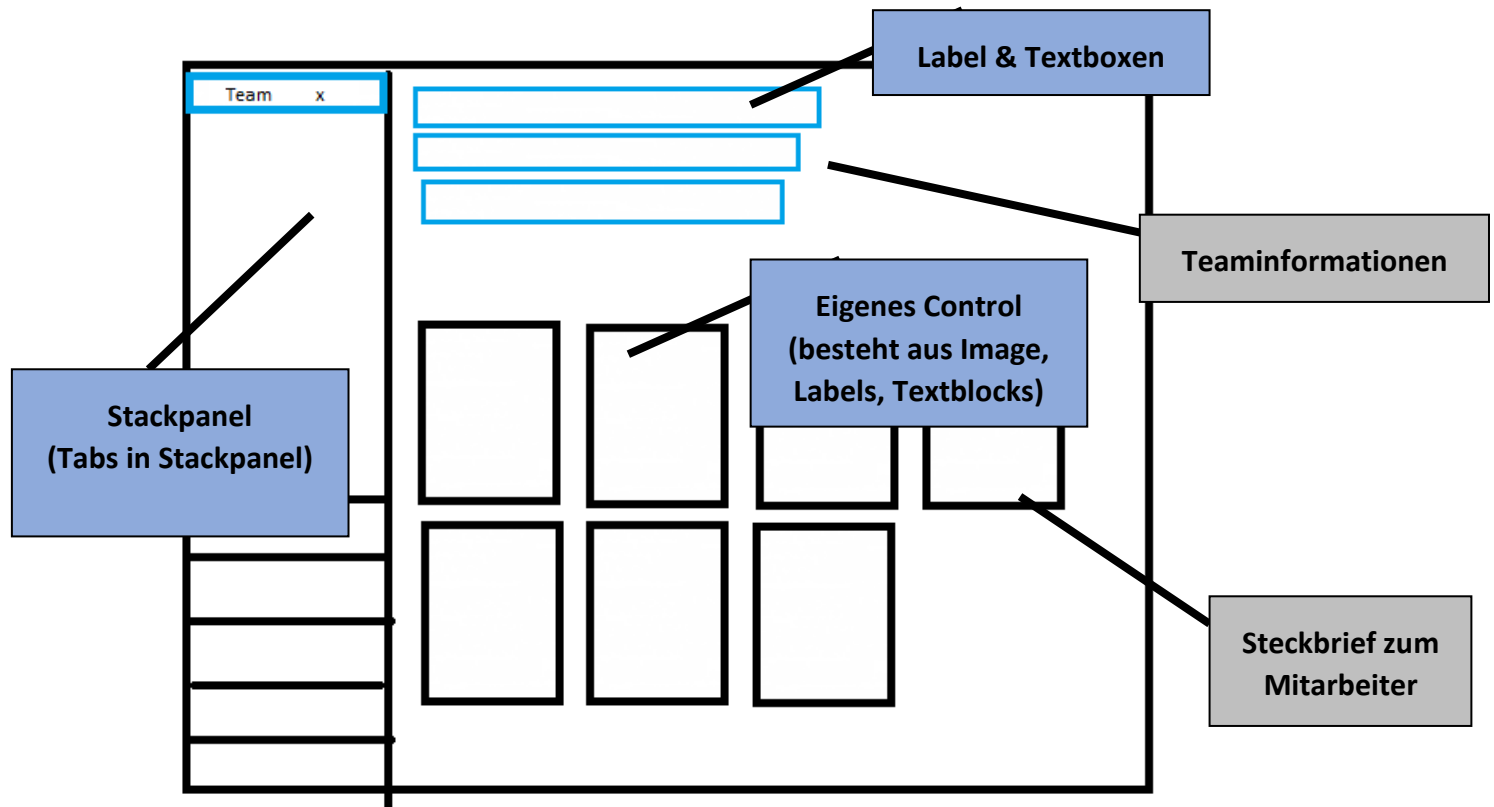 Label & Textboxen
Team x
Teaminformationen
Eigenes Control
(besteht aus Image,
Labels, Textblocks)
Stackpanel
(Tabs in Stackpanel)
Steckbrief zum
Mitarbeiter